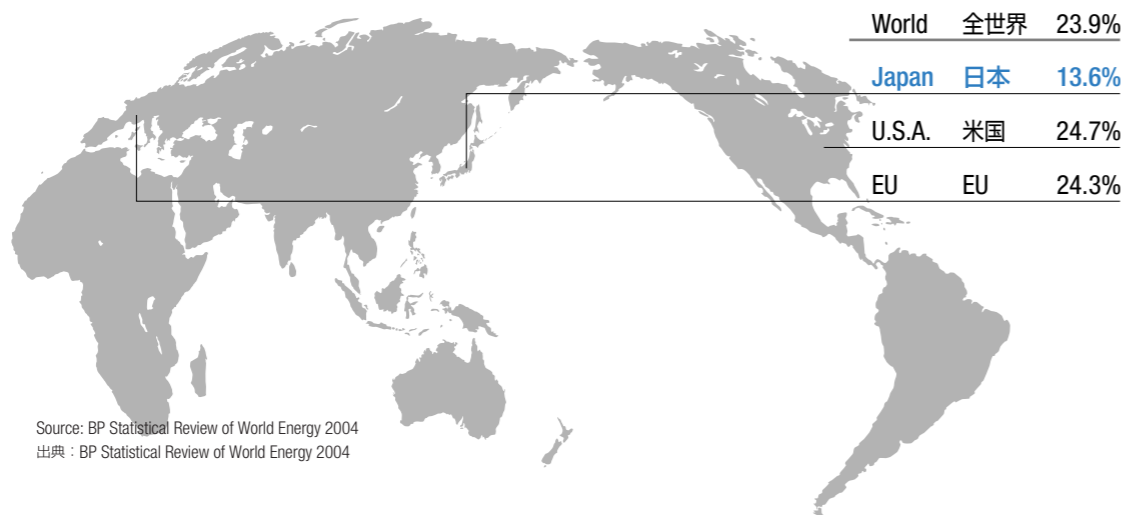 World 全世界 23.9%
Japan 日本 13.6%
U.S.A. 米国 24.7%
EU EU 24.3%
Source: BP Statistical Review of World Energy 2004
出典：BP Statistical Review of World Energy 2004